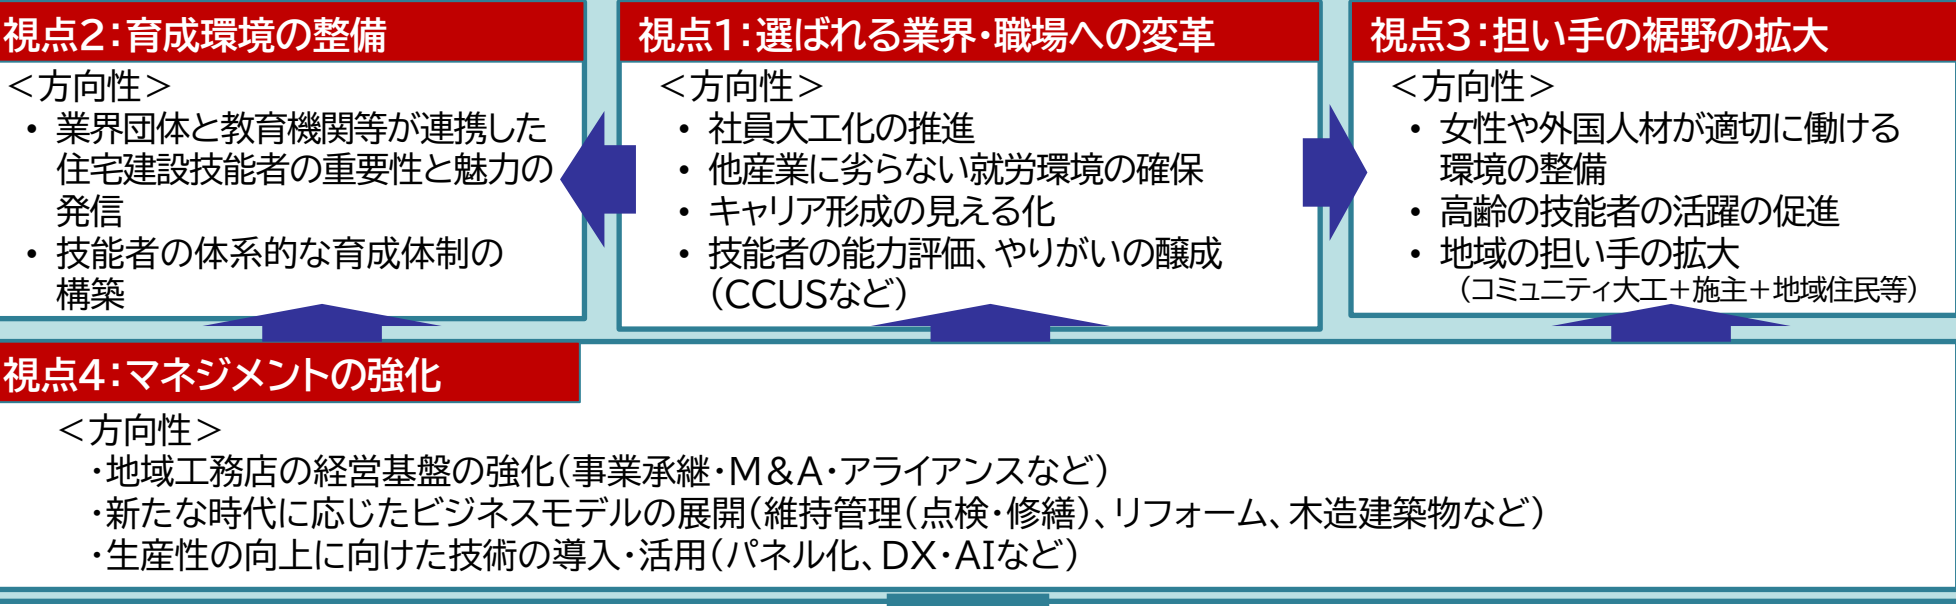 視点2:育成環境の整備
<方向性>
• 業界団体と教育機関等が連携した
住宅建設技能者の重要性と魅力の
発信
• 技能者の体系的な育成体制の
構築
視点1:選ばれる業界・職場への変革
<方向性>
• 社員大工化の推進
• 他産業に劣らない就労環境の確保
• キャリア形成の見える化
• 技能者の能力評価、やりがいの醸成
(CCUSなど)
視点3:担い手の裾野の拡大
<方向性>
• 女性や外国人材が適切に働ける
環境の整備
• 高齢の技能者の活躍の促進
• 地域の担い手の拡大
(コミュニティ大工+施主+地域住民等)
視点4:マネジメントの強化
<方向性>
・地域工務店の経営基盤の強化(事業承継・M&A・アライアンスなど)
・新たな時代に応じたビジネスモデルの展開(維持管理(点検・修繕)、リフォーム、木造建築物など)
・生産性の向上に向けた技術の導入・活用(パネル化、DX・AIなど)